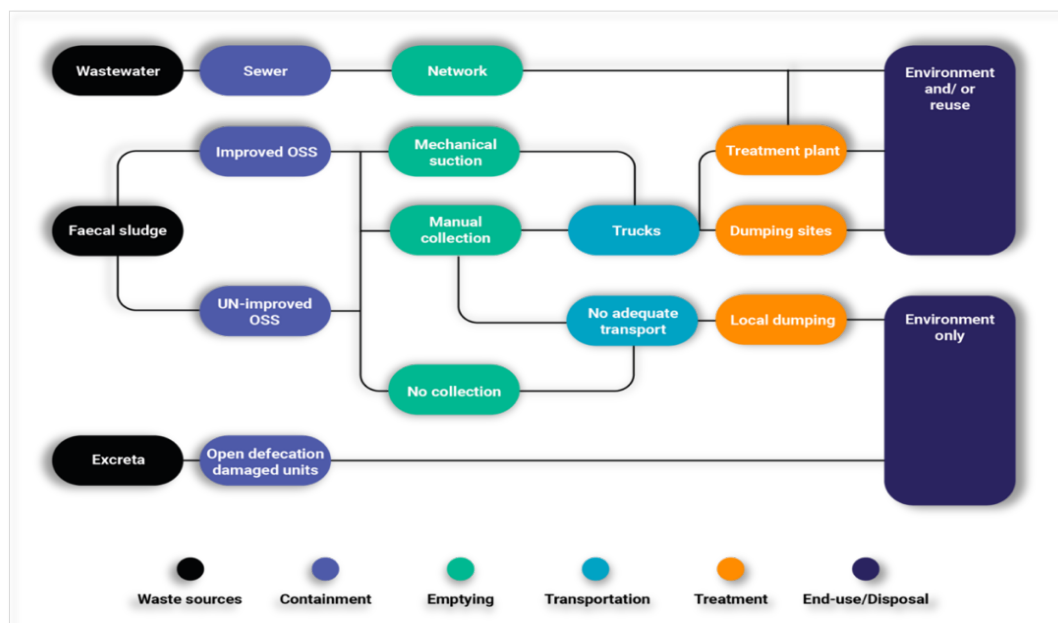 Wastewater
Sewer
Network
Environment
and/ or
reuse
Improved OSS
Mechanical
suction
Treatment plant
Faecal sludge
Manual
collection
Trucks
Dumping sites
UN-improved
OSS
No adequate
transport
Local dumping
Environment
only
No collection
Excreta
Open defecation
damaged units
Waste sources
Containment
Emptying
Transportation
Treatment
End-use/Disposal